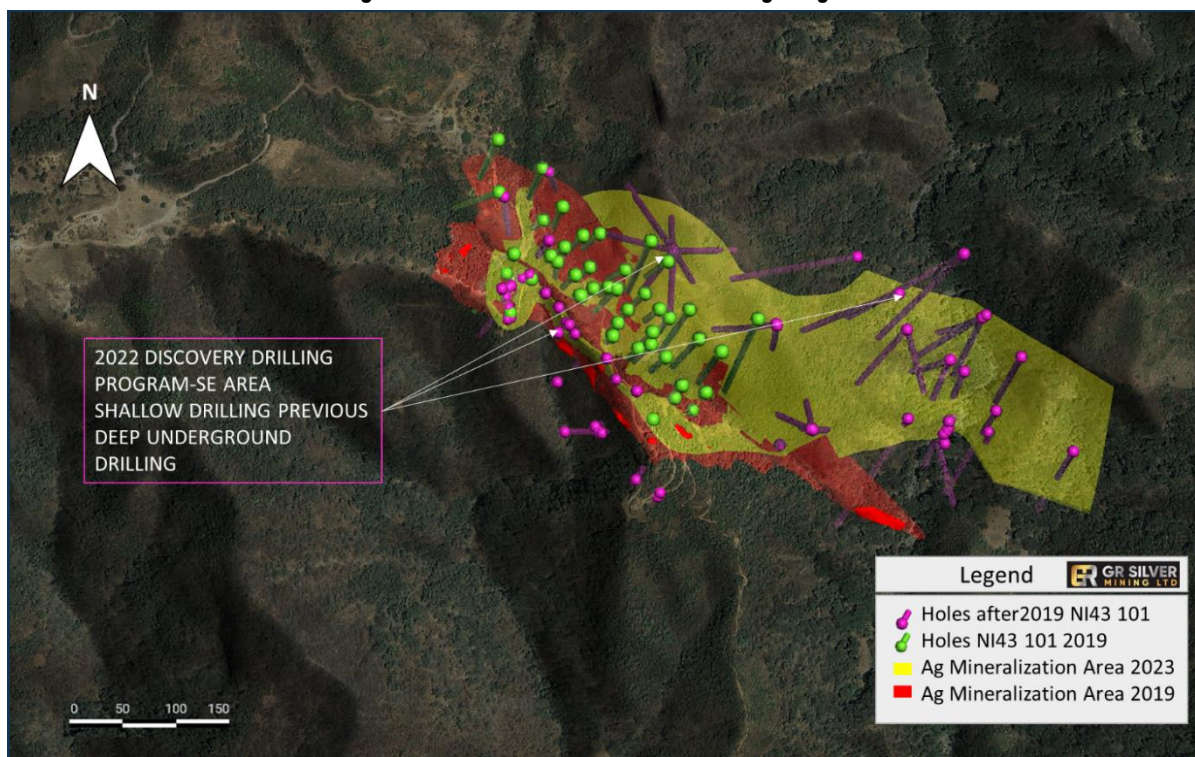 N
2022 DISCOVERY DRILLING
PROGRAM-SE AREA
SHALLOW DRILLING PREVIOUS
DEEP UNDERGROUND
DRILLING
Legend
GR SILVER
MINING LTD
Holes after2019 NI43 101
Holes NI43 101 2019
Ag Mineralization Area 2023
Ag Mineralization Area 2019
0 50 100 150